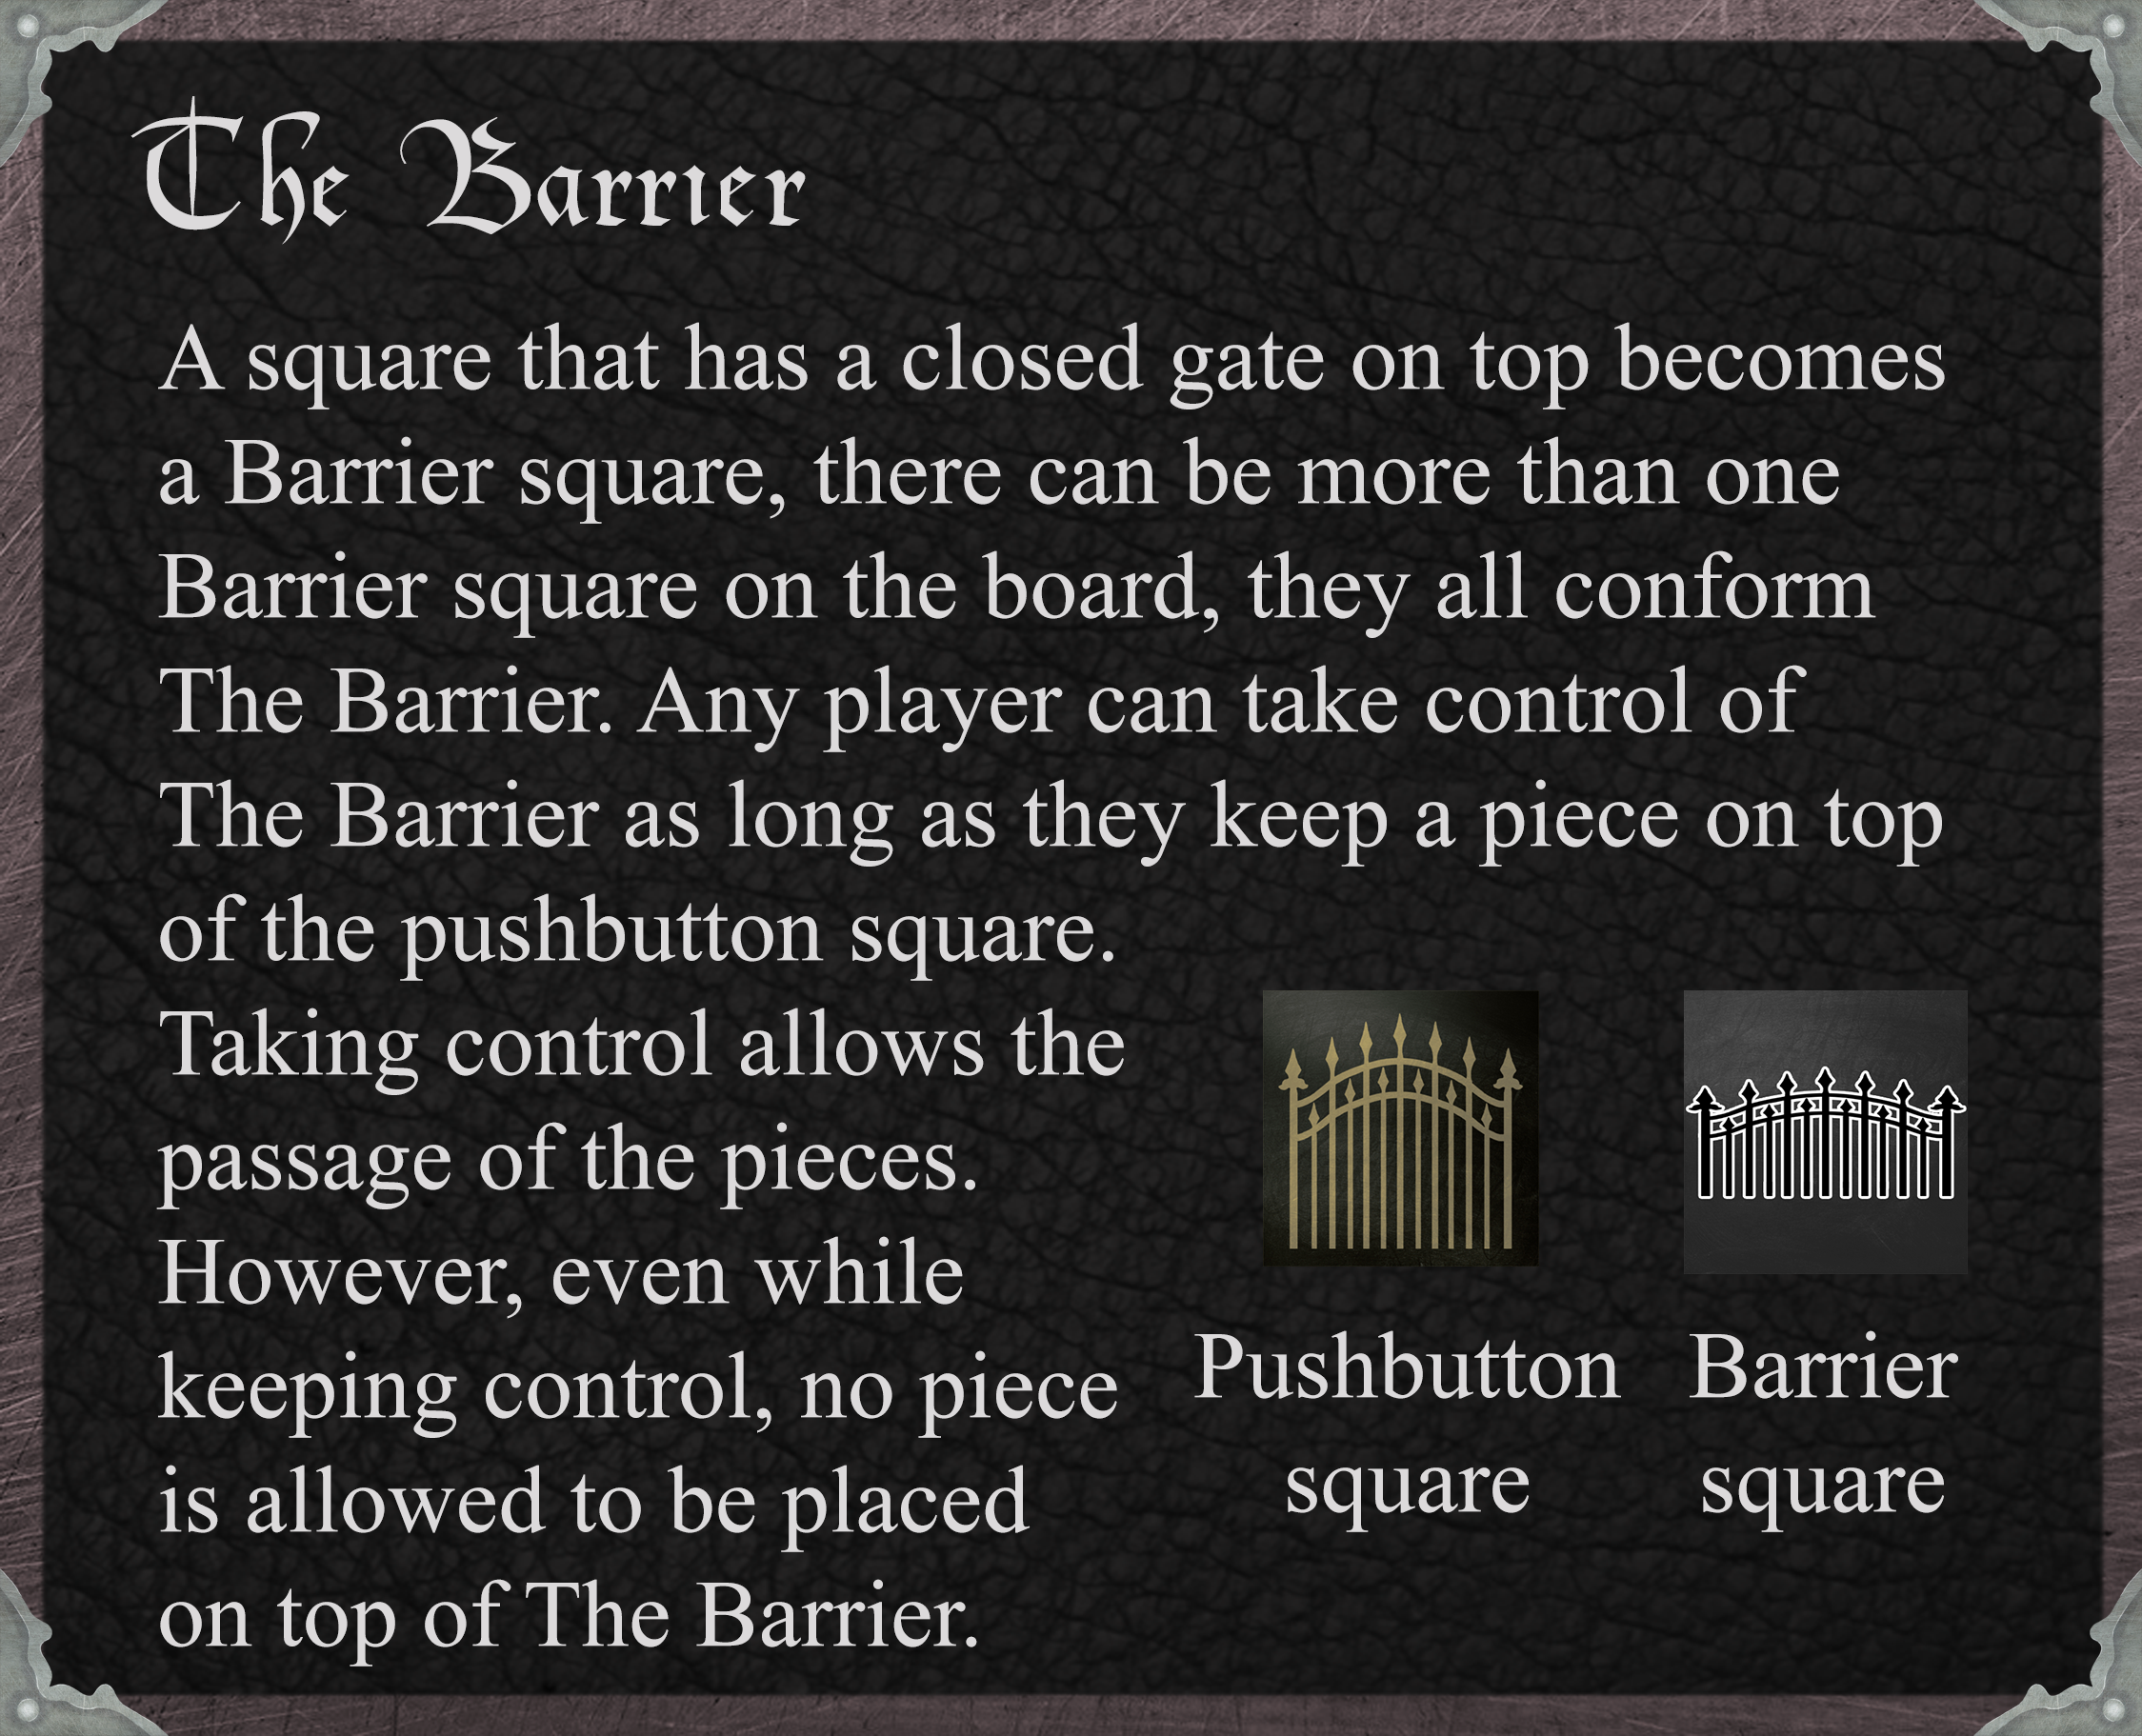 The Barrier
A square that has a closed gate on top becomes
a Barrier square, there can be more than one
Barrier square on the board, they all conform
The Barrier. Any player can take control of
The Barrier as long as they keep a piece on top
of the pushbutton square.
Taking control allows the
passage of the pieces.
However, even while
keeping control, no piece
is allowed to be placed
on top of The Barrier.
Pushbutton
square
Barrier
square